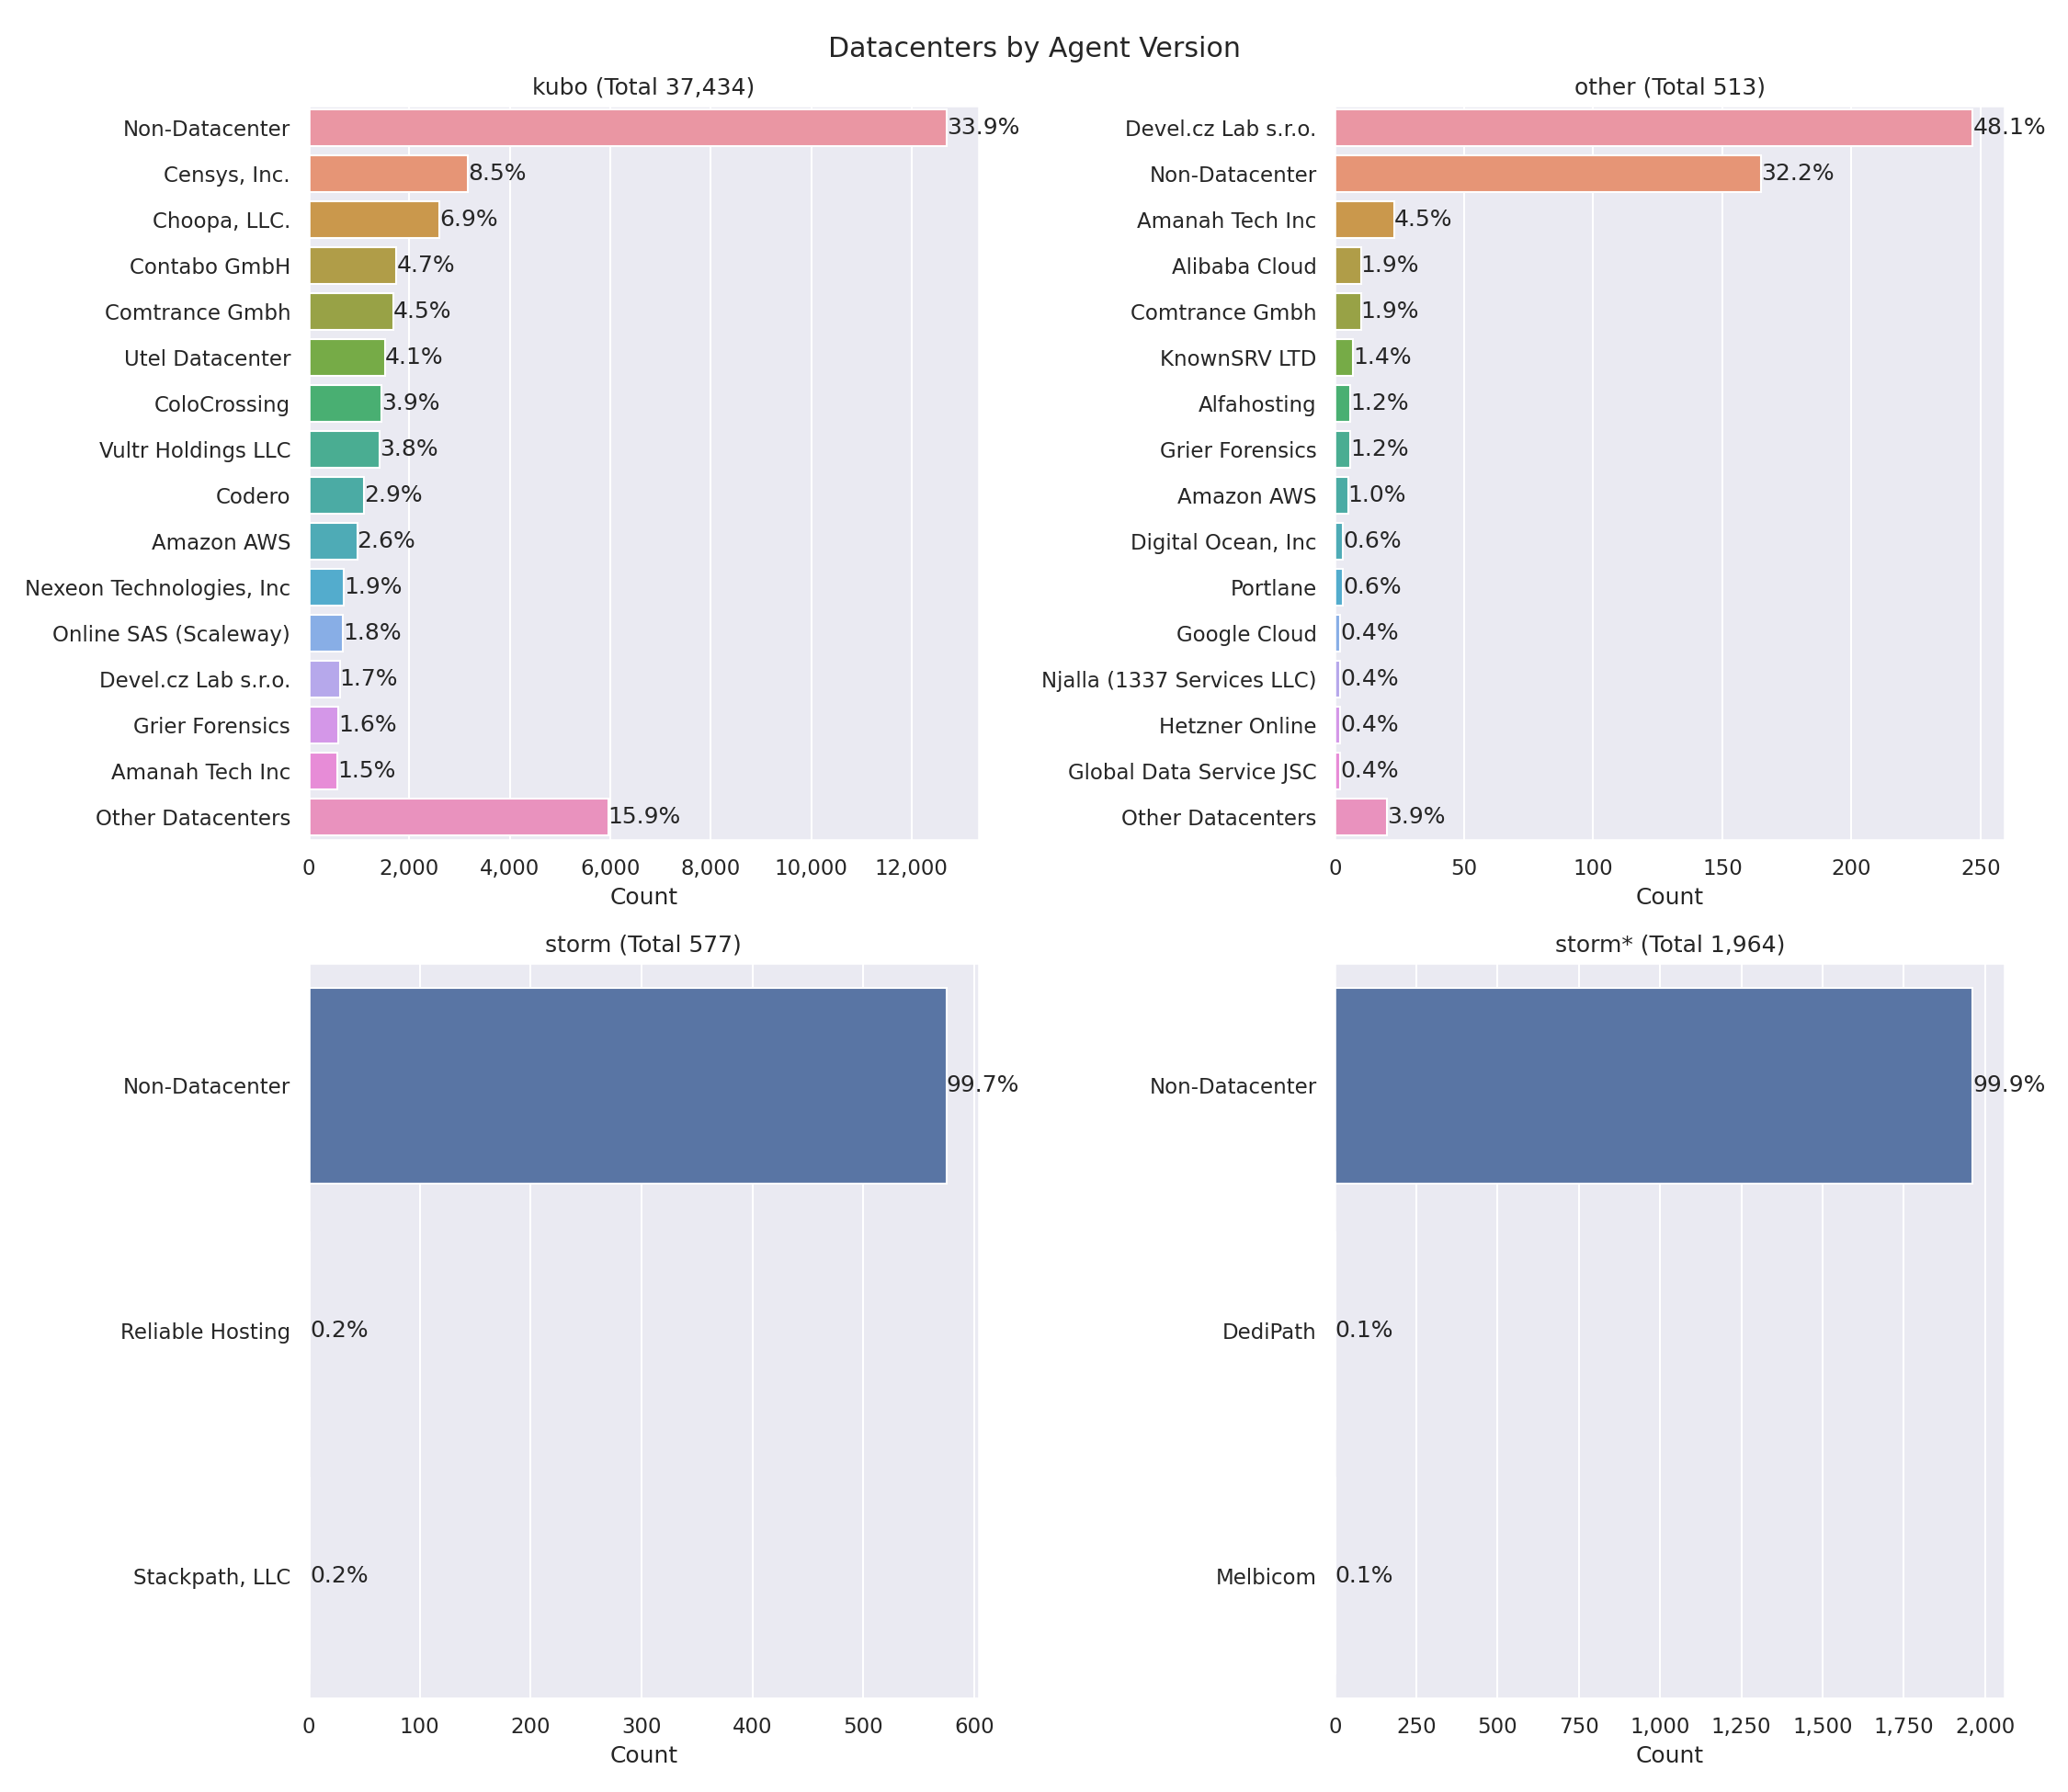 Datacenters by Agent Version
kubo (Total 37,434)
Non-Datacenter 33.9%
Censys, Inc. 8.5%
Choopa, LLC. 6.9%
Contabo GmbH 4.7%
Comtrance Gmbh 4.5%
Utel Datacenter 4.1%
ColoCrossing 3.9%
Vultr Holdings LLC 3.8%
Codero 2.9%
Amazon AWS 2.6%
Nexeon Technologies, Inc 1.9%
Online SAS (Scaleway) 1.8%
Devel.cz Lab s.r.o. 1.7%
Grier Forensics 1.6%
Amanah Tech Inc 1.5%
Other Datacenters 15.9%
0 2,000 4,000 6,000 8,000 10,000 12,000
Count
other (Total 513)
Devel.cz Lab s.r.o. 48.1%
Non-Datacenter 32.2%
Amanah Tech Inc 4.5%
Alibaba Cloud 1.9%
Comtrance Gmbh 1.9%
KnownSRV LTD 1.4%
Alfahosting 1.2%
Grier Forensics 1.2%
Amazon AWS 1.0%
Digital Ocean, Inc 0.6%
Portlane 0.6%
Google Cloud 0.4%
Njalla (1337 Services LLC) 0.4%
Hetzner Online 0.4%
Global Data Service JSC 0.4%
Other Datacenters 3.9%
0 50 100 150 200 250
Count
storm (Total 577)
Non-Datacenter 99.7%
Reliable Hosting 0.2%
Stackpath, LLC 0.2%
0 100 200 300 400 500 600
Count
storm* (Total 1,964)
Non-Datacenter 99.9%
DediPath 0.1%
Melbicom 0.1%
0 250 500 750 1,000 1,250 1,500 1,750 2,000
Count